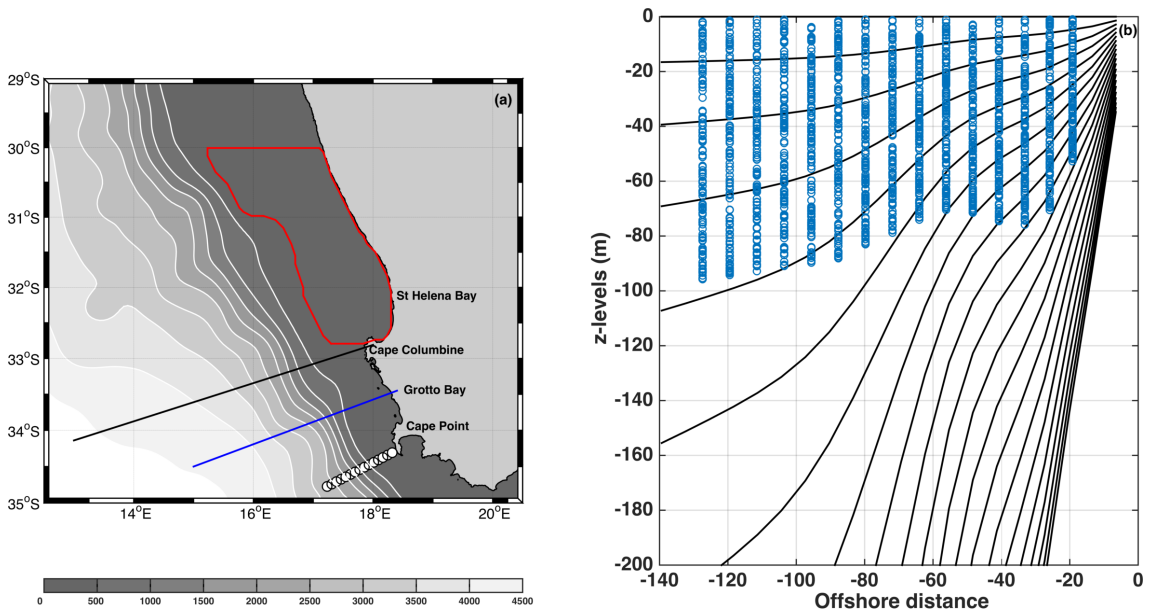 29°S
30°S
31°S
32°S
33°S
34°S
35°S
(a)
St Helena Bay
Cape Columbine
Grotto Bay
Cape Point
14°E 16°E 18°E 20°E
0 500 1000 1500 2000 2500 3000 3500 4000 4500
(b)
z-levels (m)
0
-20
-40
-60
-80
-100
-120
-140
-160
-180
-200
-140 -120 -100 -80 -60 -40 -20 0
Offshore distance